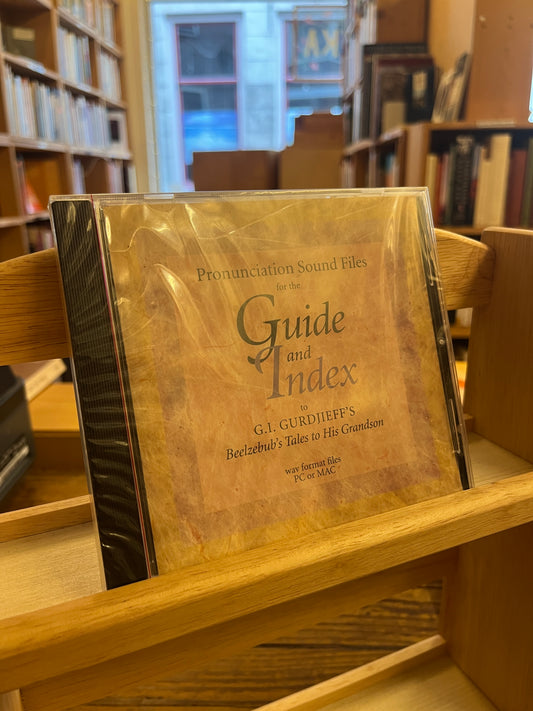 Pronunciation Sound Files
for the
Guide
and
Index
to
G.I. GURDJIEFF'S
Beelzebub's Tales to His Grandson
wav format files
PC or MAC